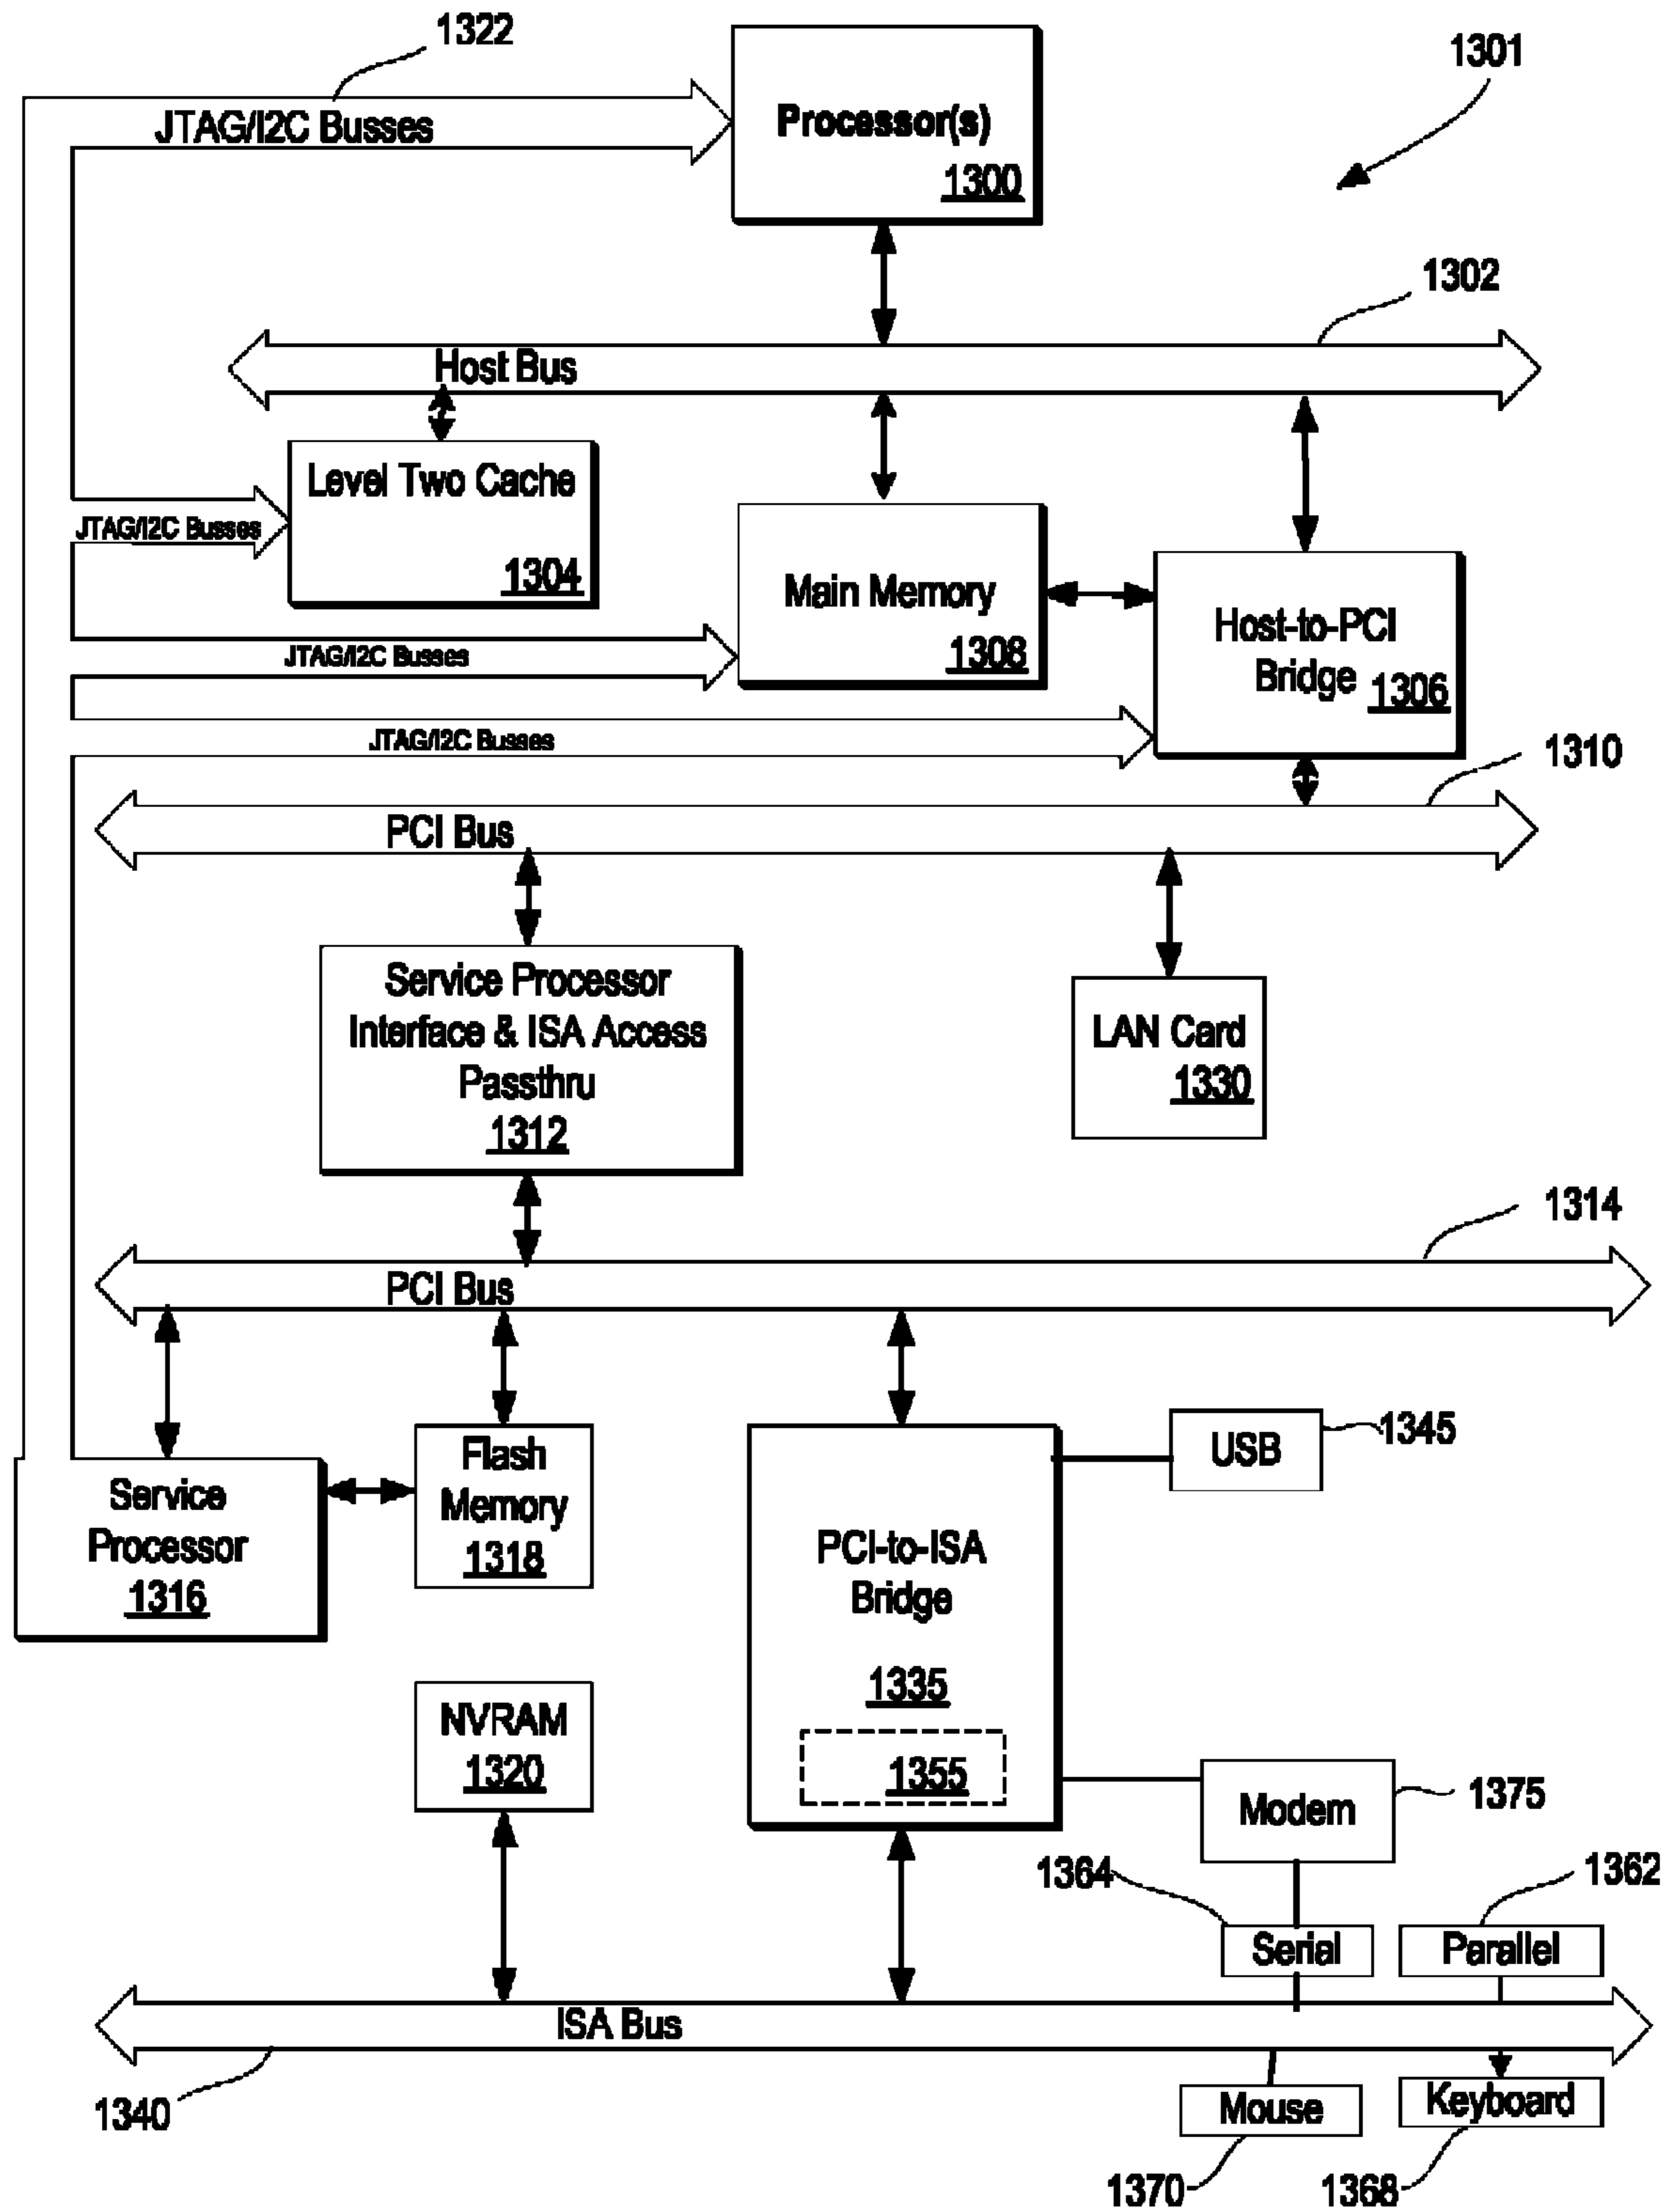 1322
1301
JTAG/I2C Busses
Processor(s)
1300
1302
Host Bus
Level Two Cache
1304
JTAG/I2C Busses
Main Memory
1308
Host-to-PCI
Bridge 1306
JTAG/I2C Busses
JTAG/I2C Busses
1310
PCI Bus
Service Processor
Interface & ISA Access
Passthru
1312
LAN Card
1330
1314
PCI Bus
Service
Processor
1316
Flash
Memory
1318
PCI-to-ISA
Bridge
1335
1355
USB
1345
NVRAM
1320
Modem
1375
1364
1362
Serial
Parallel
ISA Bus
1340
Mouse
Keyboard
1370
1368